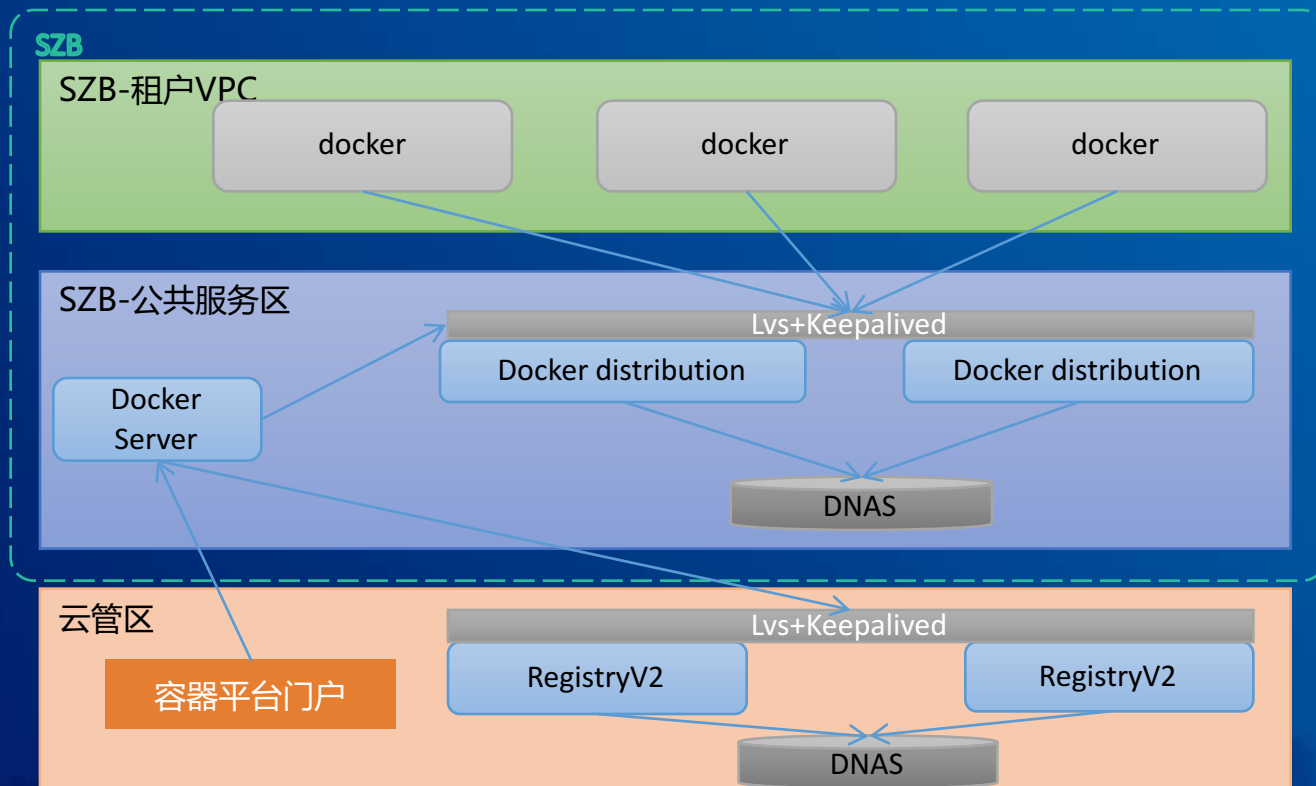 SZB
SZB-租户VPC
docker
docker
docker
SZB-公共服务区
Lvs+Keepalived
Docker distribution
Docker distribution
Docker
Server
DNAS
云管区
Lvs+Keepalived
RegistryV2
RegistryV2
容器平台门户
DNAS